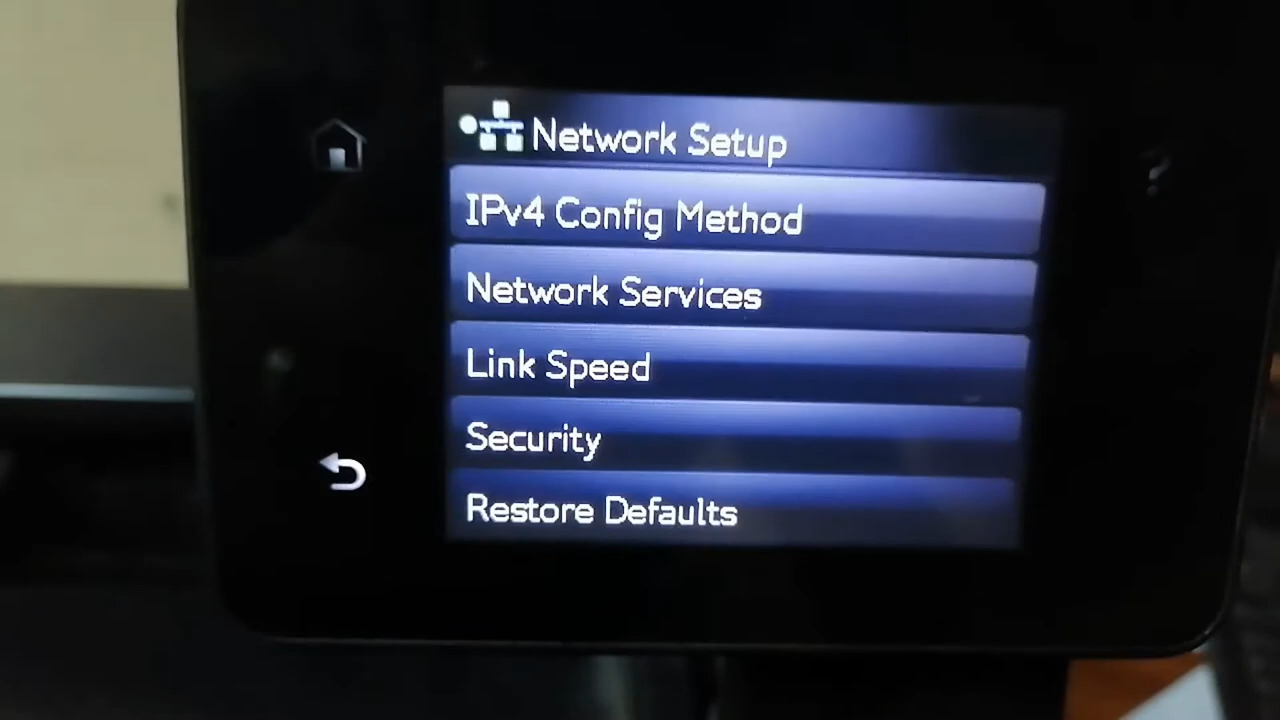 Network Setup
IPv4 Config Method
Network Services
Link Speed
Security
Restore Defaults
?